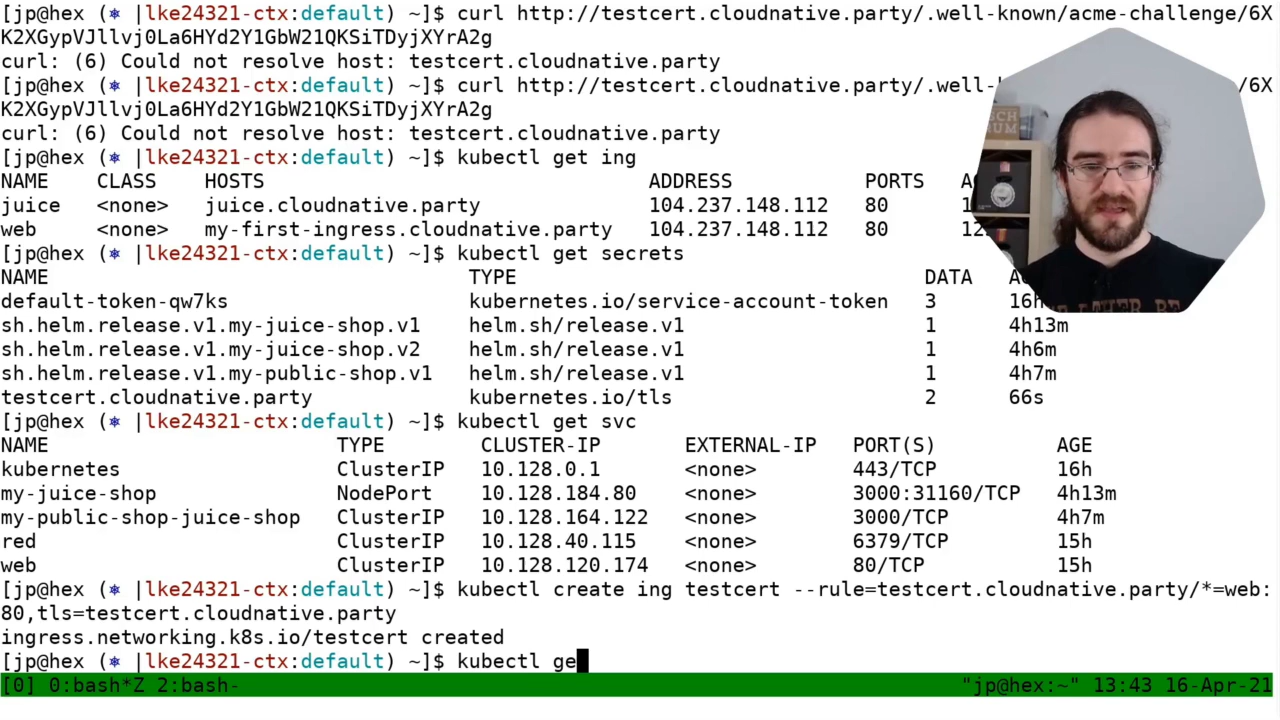 [jp@hex (⎈ |lke24321-ctx:default) ~]$ curl http://testcert.cloudnative.party/.well-known/acme-challenge/6X
K2XGypVJllvj0La6HYd2Y1GbW21QKSiTDyjXYrA2g
curl: (6) Could not resolve host: testcert.cloudnative.party
[jp@hex (⎈ |lke24321-ctx:default) ~]$ curl http://testcert.cloudnative.party/.well-kn 6X
K2XGypVJllvj0La6HYd2Y1GbW21QKSiTDyjXYrA2g
curl: (6) Could not resolve host: testcert.cloudnative.party
[jp@hex (⎈ |lke24321-ctx:default) ~]$ kubectl get ing
NAME CLASS HOSTS ADDRESS PORTS
juice <none> juice.cloudnative.party 104.237.148.112 80
web <none> my-first-ingress.cloudnative.party 104.237.148.112 80
[jp@hex (⎈ |lke24321-ctx:default) ~]$ kubectl get secrets
NAME TYPE DATA
default-token-qw7ks kubernetes.io/service-account-token 3 16h
sh.helm.release.v1.my-juice-shop.v1 helm.sh/release.v1 1 4h13m
sh.helm.release.v1.my-juice-shop.v2 helm.sh/release.v1 1 4h6m
sh.helm.release.v1.my-public-shop.v1 helm.sh/release.v1 1 4h7m
testcert.cloudnative.party kubernetes.io/tls 2 66s
[jp@hex (⎈ |lke24321-ctx:default) ~]$ kubectl get svc
NAME TYPE CLUSTER-IP EXTERNAL-IP PORT(S) AGE
kubernetes ClusterIP 10.128.0.1 <none> 443/TCP 16h
my-juice-shop NodePort 10.128.184.80 <none> 3000:31160/TCP 4h13m
my-public-shop-juice-shop ClusterIP 10.128.164.122 <none> 3000/TCP 4h7m
red ClusterIP 10.128.40.115 <none> 6379/TCP 15h
web ClusterIP 10.128.120.174 <none> 80/TCP 15h
[jp@hex (⎈ |lke24321-ctx:default) ~]$ kubectl create ing testcert --rule=testcert.cloudnative.party/*=web:
80,tls=testcert.cloudnative.party
ingress.networking.k8s.io/testcert created
[jp@hex (⎈ |lke24321-ctx:default) ~]$ kubectl ge
[0] 0:bash*Z 2:bash- "jp@hex:~" 13:43 16-Apr-21